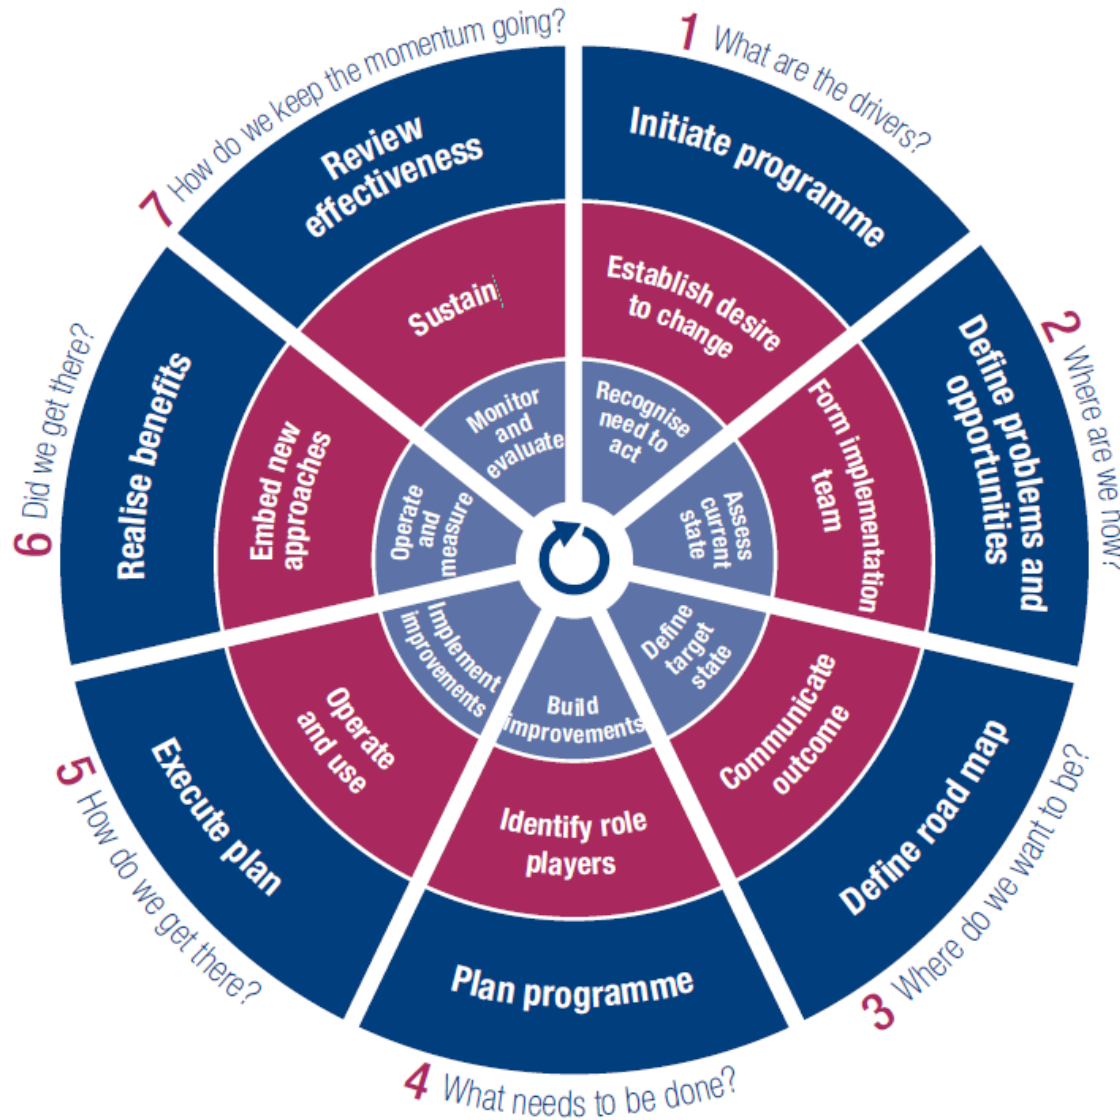 1 What are the drivers?
Initiate programme
Establish desire
to change
Recognise
need to
act
2 Where are we now?
Define problems and
opportunities
Form implementation
team
Assess
current
state
3 Where do we want to be?
Define road map
Communicate
outcome
Define
target
state
4 What needs to be done?
Plan programme
Identify role
players
Build
improvements
5 How do we get there?
Execute plan
Operate
and use
Implement
improvements
6 Did we get there?
Realise benefits
Embed new
approaches
Operate
and
measure
7 How do we keep the momentum going?
Review
effectiveness
Sustain
Monitor
and
evaluate